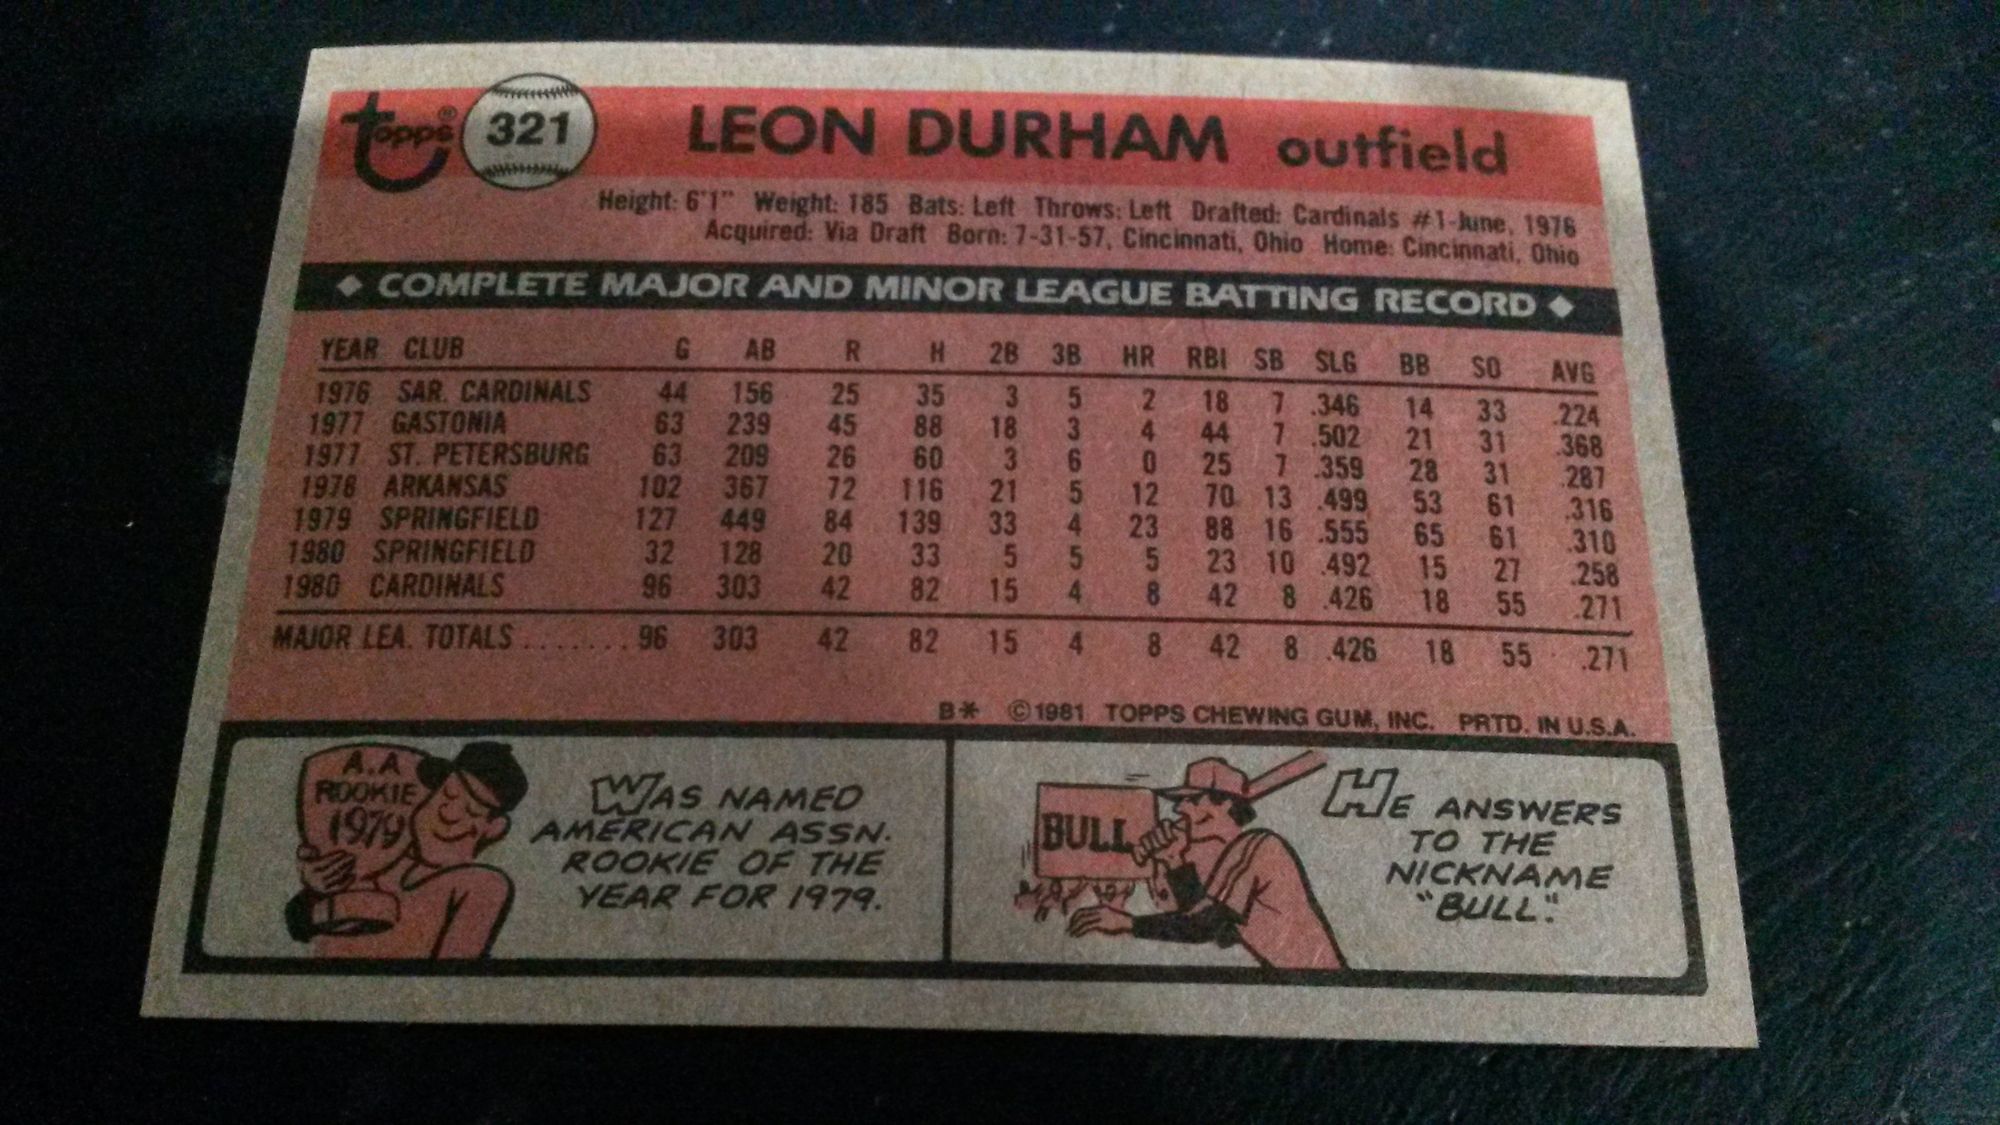 topps® 321 LEON DURHAM outfield
Height: 6'1" Weight: 185 Bats: Left Throws: Left Drafted: Cardinals #1-June, 1976
Acquired: Via Draft Born: 7-31-57, Cincinnati, Ohio Home: Cincinnati, Ohio
◆ COMPLETE MAJOR AND MINOR LEAGUE BATTING RECORD ◆
YEAR CLUB G AB R H 2B 3B HR RBI SB SLG BB SO AVG
1976 SAR. CARDINALS 44 156 25 35 3 5 2 18 7 .346 14 33 .224
1977 GASTONIA 63 239 45 88 18 3 4 44 7 .502 21 31 .368
1977 ST. PETERSBURG 63 209 26 60 3 6 0 25 7 .359 28 31 .287
1978 ARKANSAS 102 367 72 116 21 5 12 70 13 .499 53 61 .316
1979 SPRINGFIELD 127 449 84 139 33 4 23 88 16 .555 65 61 .310
1980 SPRINGFIELD 32 128 20 33 5 5 5 23 10 .492 15 27 .258
1980 CARDINALS 96 303 42 82 15 4 8 42 8 .426 18 55 .271
MAJOR LEA. TOTALS ....... 96 303 42 82 15 4 8 42 8 .426 18 55 .271
B* ©1981 TOPPS CHEWING GUM, INC. PRTD. IN U.S.A.
A.A
ROOKIE
1979
WAS NAMED
AMERICAN ASSN.
ROOKIE OF THE
YEAR FOR 1979.
BULL
HE ANSWERS
TO THE
NICKNAME
"BULL."